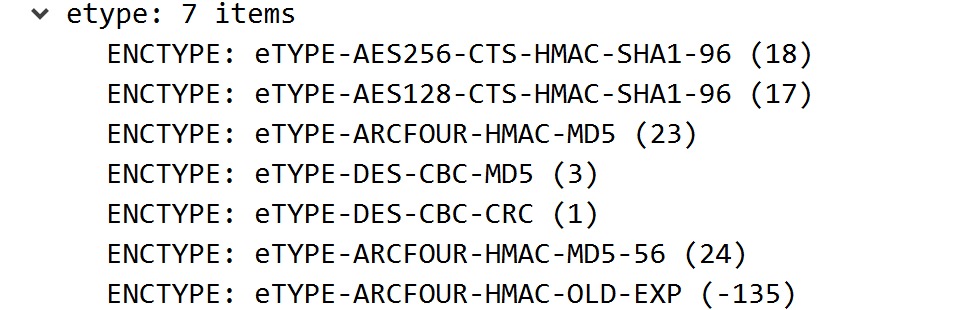 etype: 7 items
ENCTYPE: eTYPE-AES256-CTS-HMAC-SHA1-96 (18)
ENCTYPE: eTYPE-AES128-CTS-HMAC-SHA1-96 (17)
ENCTYPE: eTYPE-ARCFOUR-HMAC-MD5 (23)
ENCTYPE: eTYPE-DES-CBC-MD5 (3)
ENCTYPE: eTYPE-DES-CBC-CRC (1)
ENCTYPE: eTYPE-ARCFOUR-HMAC-MD5-56 (24)
ENCTYPE: eTYPE-ARCFOUR-HMAC-OLD-EXP (-135)